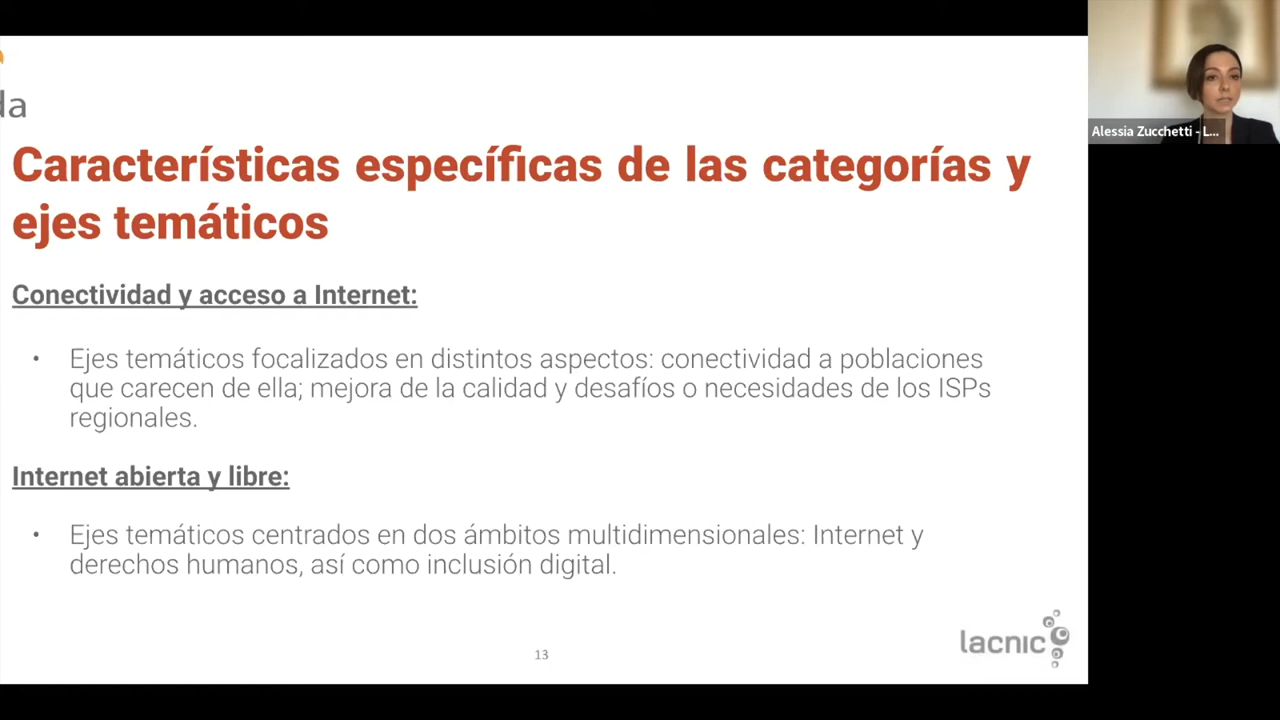 da
Características específicas de las categorías y
ejes temáticos
Conectividad y acceso a Internet:
• Ejes temáticos focalizados en distintos aspectos: conectividad a poblaciones
que carecen de ella; mejora de la calidad y desafíos o necesidades de los ISPs
regionales.
Internet abierta y libre:
• Ejes temáticos centrados en dos ámbitos multidimensionales: Internet y
derechos humanos, así como inclusión digital.
13
lacnic
Alessia Zucchetti - L...